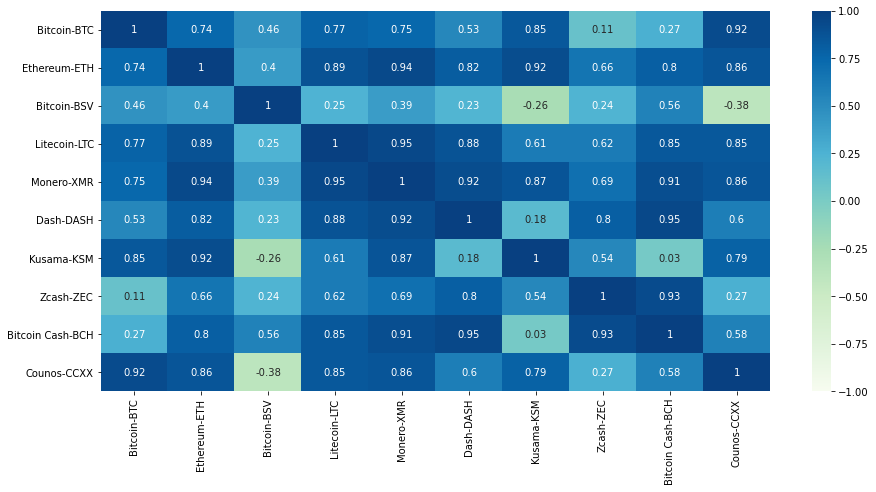 Bitcoin-BTC 1 0.74 0.46 0.77 0.75 0.53 0.85 0.11 0.27 0.92
Ethereum-ETH 0.74 1 0.4 0.89 0.94 0.82 0.92 0.66 0.8 0.86
Bitcoin-BSV 0.46 0.4 1 0.25 0.39 0.23 -0.26 0.24 0.56 -0.38
Litecoin-LTC 0.77 0.89 0.25 1 0.95 0.88 0.61 0.62 0.85 0.85
Monero-XMR 0.75 0.94 0.39 0.95 1 0.92 0.87 0.69 0.91 0.86
Dash-DASH 0.53 0.82 0.23 0.88 0.92 1 0.18 0.8 0.95 0.6
Kusama-KSM 0.85 0.92 -0.26 0.61 0.87 0.18 1 0.54 0.03 0.79
Zcash-ZEC 0.11 0.66 0.24 0.62 0.69 0.8 0.54 1 0.93 0.27
Bitcoin Cash-BCH 0.27 0.8 0.56 0.85 0.91 0.95 0.03 0.93 1 0.58
Counos-CCXX 0.92 0.86 -0.38 0.85 0.86 0.6 0.79 0.27 0.58 1
Bitcoin-BTC
Ethereum-ETH
Bitcoin-BSV
Litecoin-LTC
Monero-XMR
Dash-DASH
Kusama-KSM
Zcash-ZEC
Bitcoin Cash-BCH
Counos-CCXX
1.00
0.75
0.50
0.25
0.00
−0.25
−0.50
−0.75
−1.00